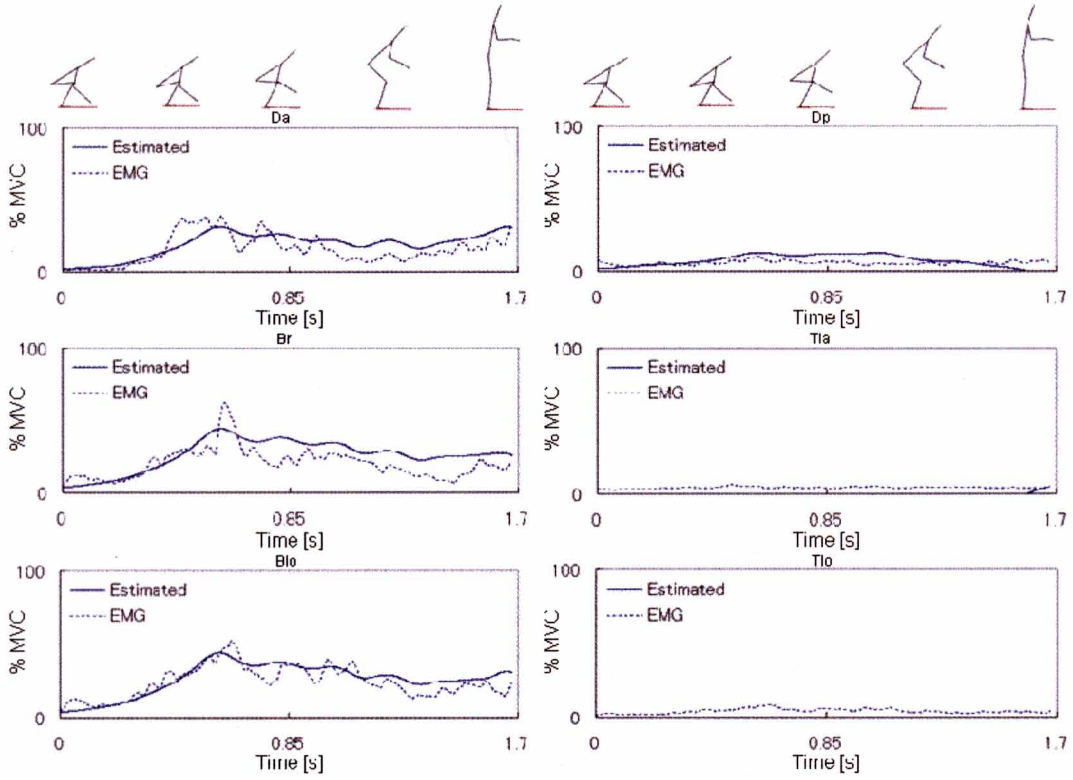 Da
100
Estimated
EMG
% MVC
0
0
0.85
1.7
Time [s]
Dp
100
Estimated
EMG
% MVC
0
0
0.85
1.7
Time [s]
Br
100
Estimated
EMG
% MVC
0
0
0.85
1.7
Time [s]
Tla
100
Estimated
EMG
% MVC
0
0
0.85
1.7
Time [s]
Blo
100
Estimated
EMG
% MVC
0
0
0.85
1.7
Time [s]
Tlo
100
Estimated
EMG
% MVC
0
0
0.85
1.7
Time [s]